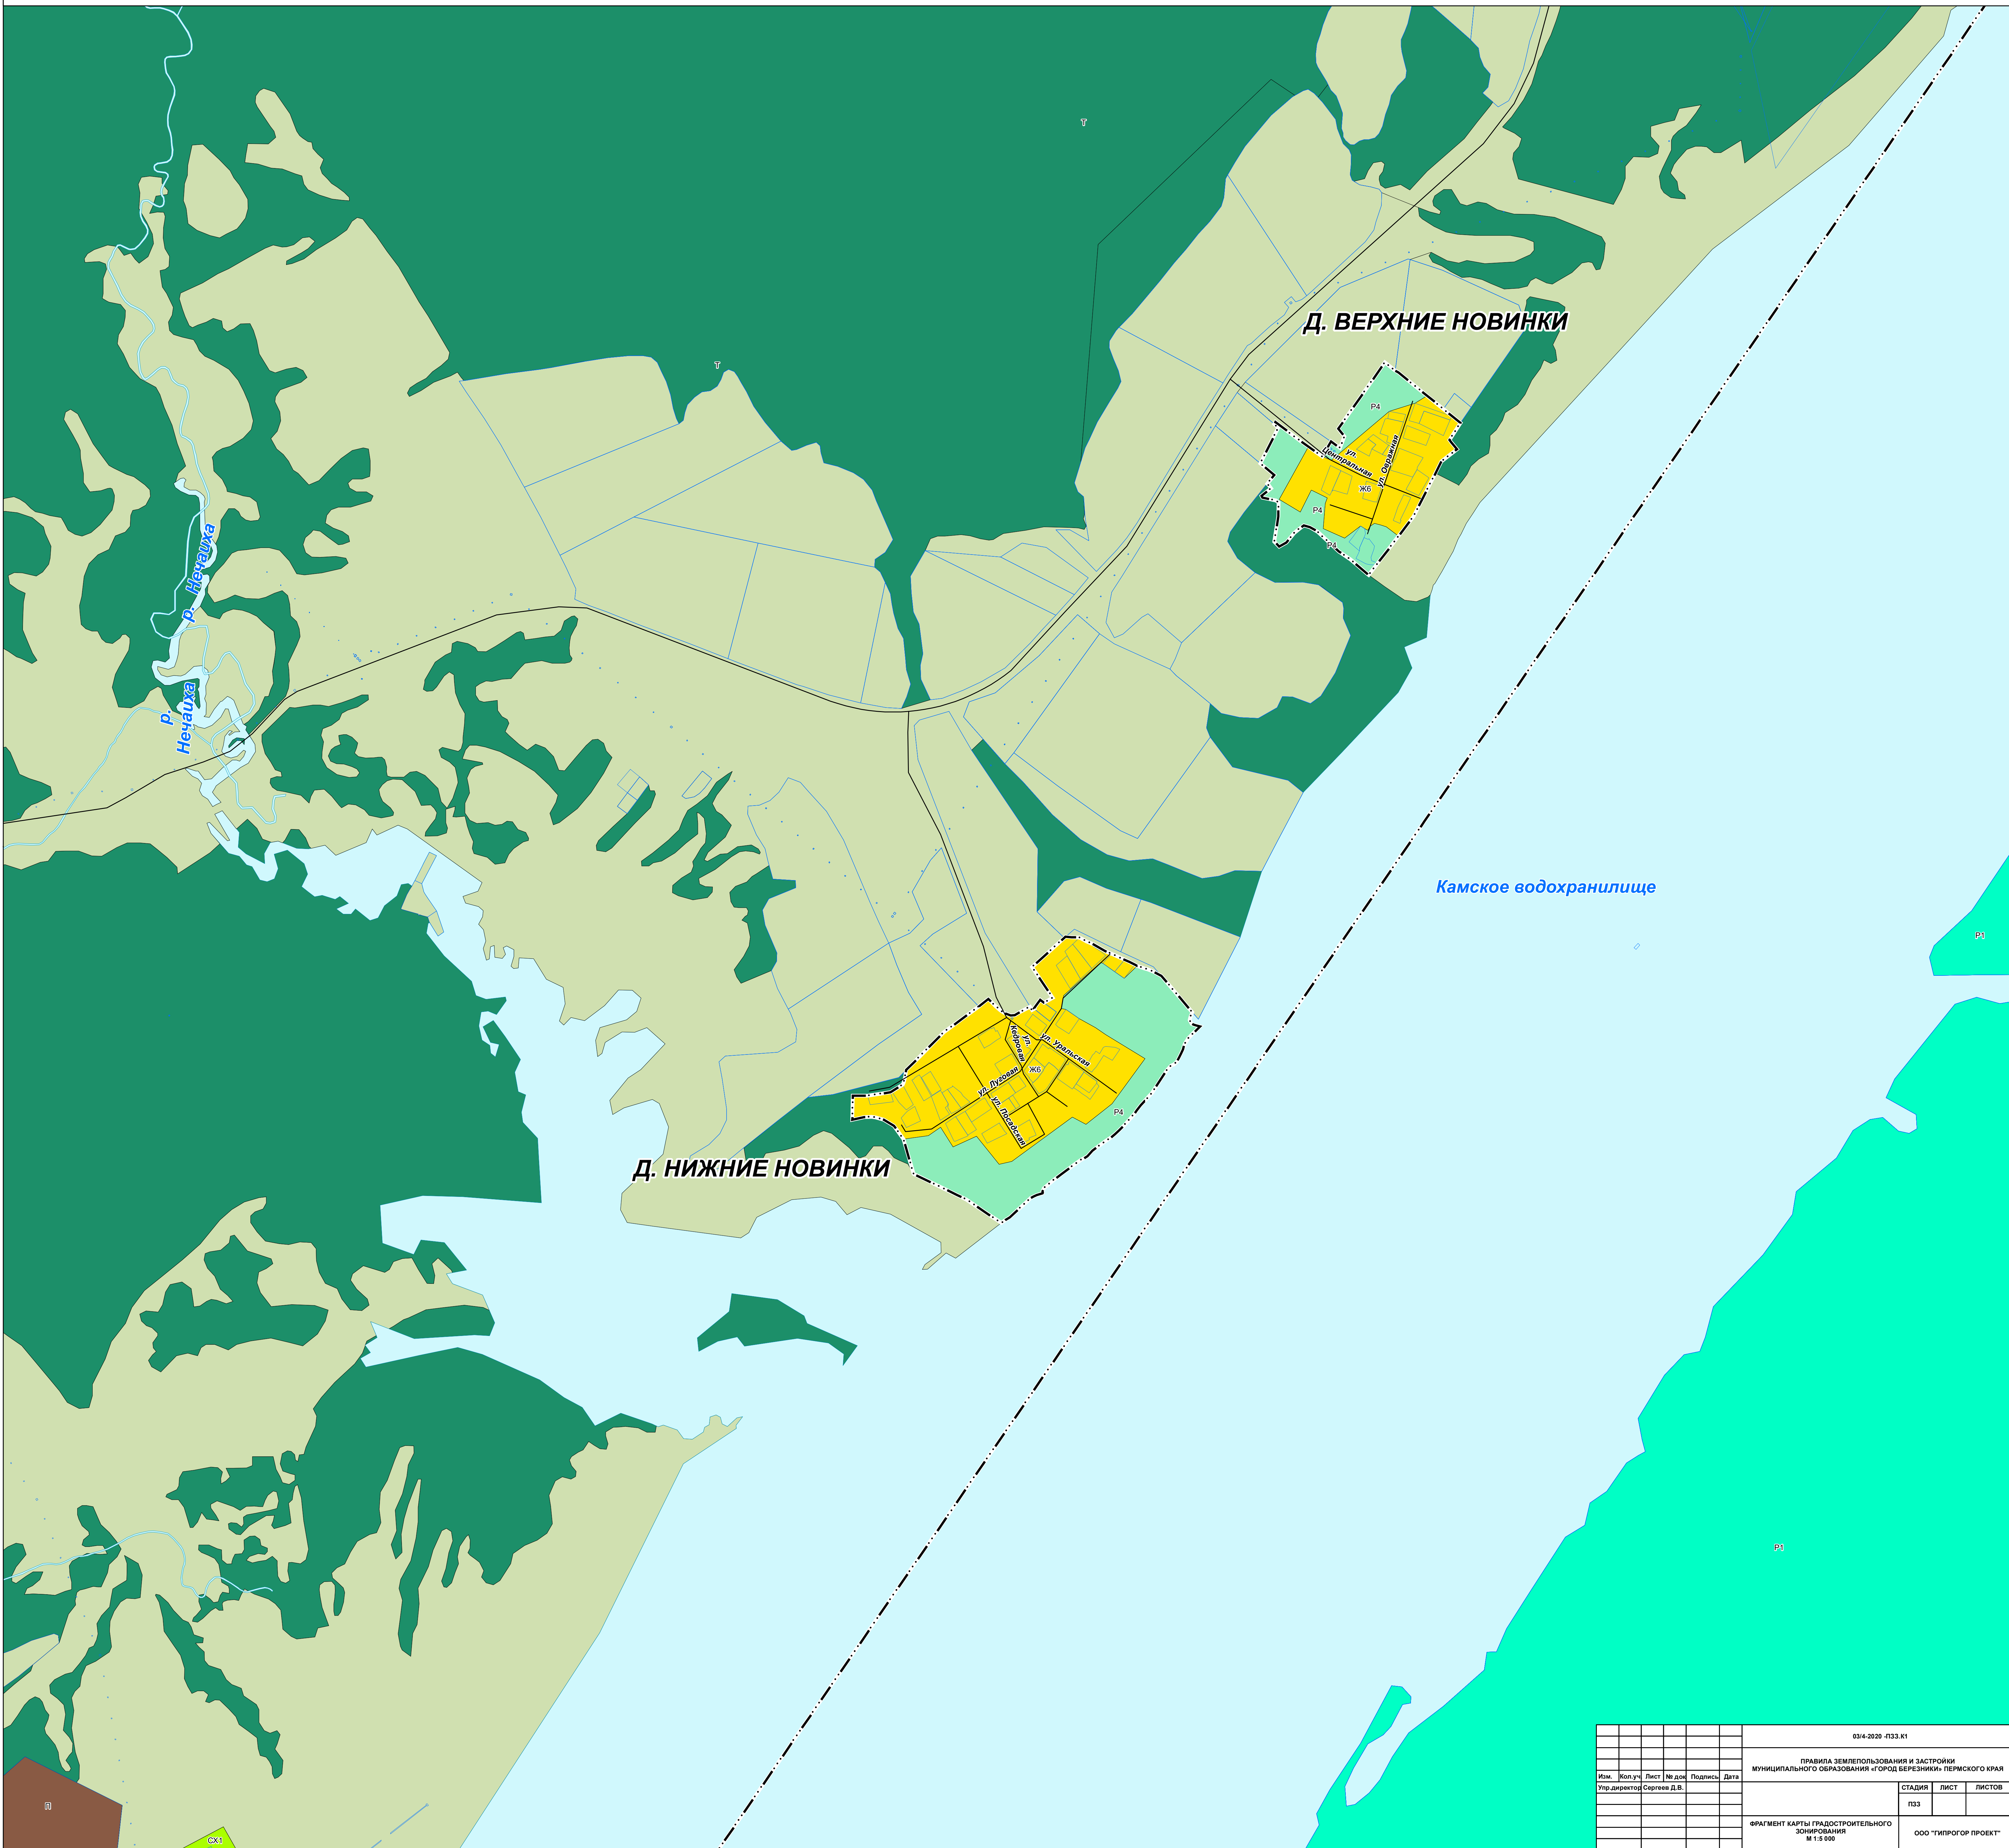 Т
Т
Д. ВЕРХНИЕ НОВИНКИ
Р4
ул.
Центральная
ул. Овражная
Ж6
Р4
Р4
р. Нечаиха
р.
Нечаиха
Камское водохранилище
Р1
ул.
Кедровая
ул. Уральская
Ж6
ул. Луговая
ул. Посадская
Р4
Д. НИЖНИЕ НОВИНКИ
Р1
П
СХ1
03/4-2020 -ПЗЗ.К1
ПРАВИЛА ЗЕМЛЕПОЛЬЗОВАНИЯ И ЗАСТРОЙКИ
МУНИЦИПАЛЬНОГО ОБРАЗОВАНИЯ «ГОРОД БЕРЕЗНИКИ» ПЕРМСКОГО КРАЯ
Изм. Кол.уч Лист № док Подпись Дата
Упр.директор Сергеев Д.В.
СТАДИЯ ЛИСТ ЛИСТОВ
ПЗЗ
ФРАГМЕНТ КАРТЫ ГРАДОСТРОИТЕЛЬНОГО
ЗОНИРОВАНИЯ
М 1:5 000
ООО "ГИПРОГОР ПРОЕКТ"